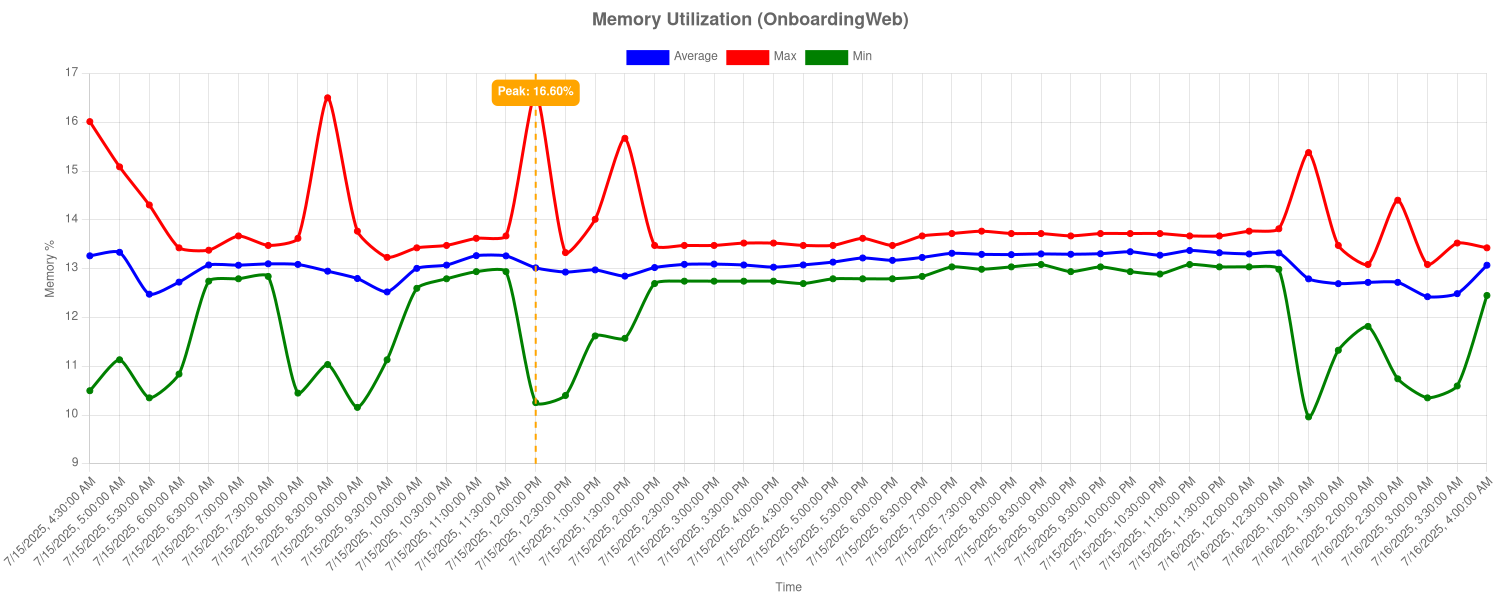 Memory Utilization (OnboardingWeb)
Average Max Min
Peak: 16.60%
17
16
15
14
13
12
11
10
9
Memory %
7/15/2025, 4:30:00 AM
7/15/2025, 5:00:00 AM
7/15/2025, 5:30:00 AM
7/15/2025, 6:00:00 AM
7/15/2025, 6:30:00 AM
7/15/2025, 7:00:00 AM
7/15/2025, 7:30:00 AM
7/15/2025, 8:00:00 AM
7/15/2025, 8:30:00 AM
7/15/2025, 9:00:00 AM
7/15/2025, 9:30:00 AM
7/15/2025, 10:00:00 AM
7/15/2025, 10:30:00 AM
7/15/2025, 11:00:00 AM
7/15/2025, 11:30:00 AM
7/15/2025, 12:00:00 PM
7/15/2025, 12:30:00 PM
7/15/2025, 1:00:00 PM
7/15/2025, 1:30:00 PM
7/15/2025, 2:00:00 PM
7/15/2025, 2:30:00 PM
7/15/2025, 3:00:00 PM
7/15/2025, 3:30:00 PM
7/15/2025, 4:00:00 PM
7/15/2025, 4:30:00 PM
7/15/2025, 5:00:00 PM
7/15/2025, 5:30:00 PM
7/15/2025, 6:00:00 PM
7/15/2025, 6:30:00 PM
7/15/2025, 7:00:00 PM
7/15/2025, 7:30:00 PM
7/15/2025, 8:00:00 PM
7/15/2025, 8:30:00 PM
7/15/2025, 9:00:00 PM
7/15/2025, 9:30:00 PM
7/15/2025, 10:00:00 PM
7/15/2025, 10:30:00 PM
7/15/2025, 11:00:00 PM
7/15/2025, 11:30:00 PM
7/16/2025, 12:00:00 AM
7/16/2025, 12:30:00 AM
7/16/2025, 1:00:00 AM
7/16/2025, 1:30:00 AM
7/16/2025, 2:00:00 AM
7/16/2025, 2:30:00 AM
7/16/2025, 3:00:00 AM
7/16/2025, 3:30:00 AM
7/16/2025, 4:00:00 AM
Time